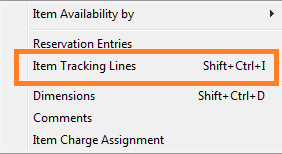 Item Availability by
Reservation Entries
Item Tracking Lines Shift+Ctrl+I
Dimensions Shift+Ctrl+D
Comments
Item Charge Assignment